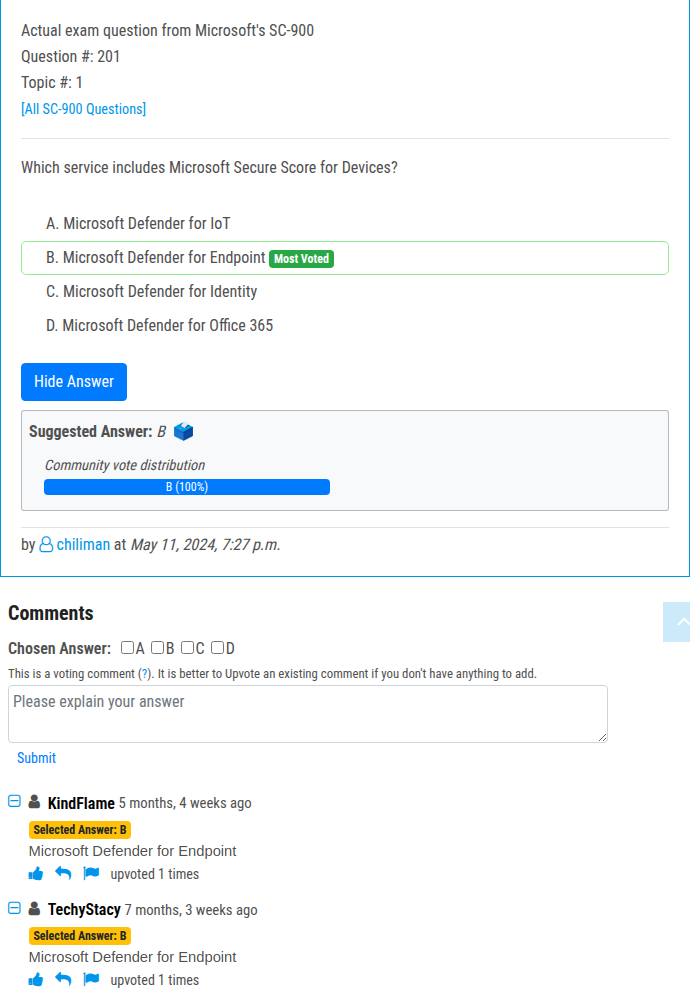 Actual exam question from Microsoft's SC-900
Question #: 201
Topic #: 1
[All SC-900 Questions]
Which service includes Microsoft Secure Score for Devices?
A. Microsoft Defender for IoT
B. Microsoft Defender for Endpoint Most Voted
C. Microsoft Defender for Identity
D. Microsoft Defender for Office 365
Hide Answer
Suggested Answer: B
Community vote distribution
B (100%)
by chiliman at May 11, 2024, 7:27 p.m.
Comments
Chosen Answer: A B C D
This is a voting comment (?). It is better to Upvote an existing comment if you don't have anything to add.
Please explain your answer
Submit
KindFlame 5 months, 4 weeks ago
Selected Answer: B
Microsoft Defender for Endpoint
upvoted 1 times
TechyStacy 7 months, 3 weeks ago
Selected Answer: B
Microsoft Defender for Endpoint
upvoted 1 times